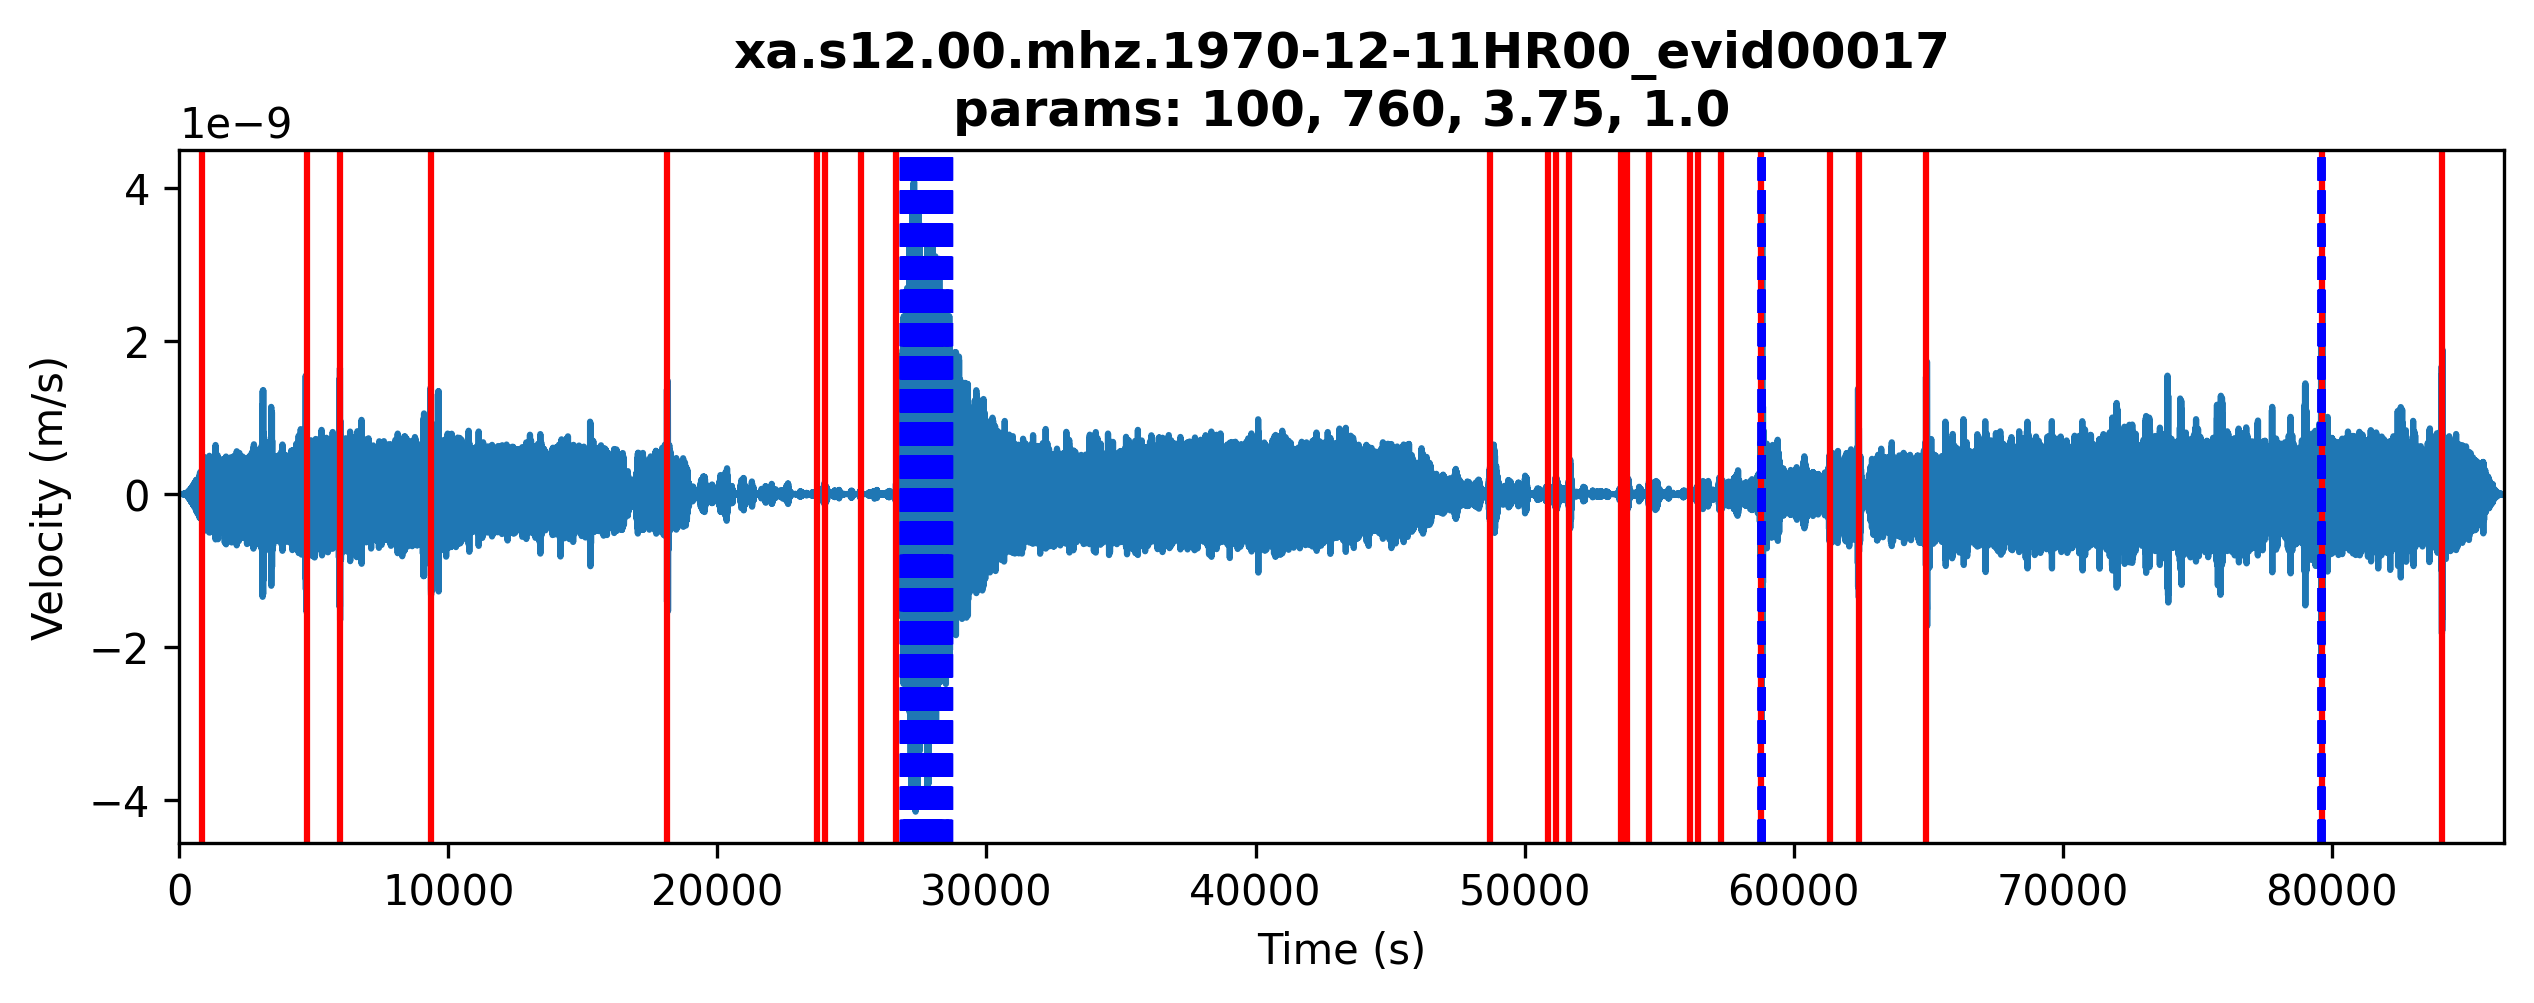 xa.s12.00.mhz.1970-12-11HR00_evid00017
params: 100, 760, 3.75, 1.0
1e−9
4
2
0
−2
−4
Velocity (m/s)
0 10000 20000 30000 40000 50000 60000 70000 80000
Time (s)